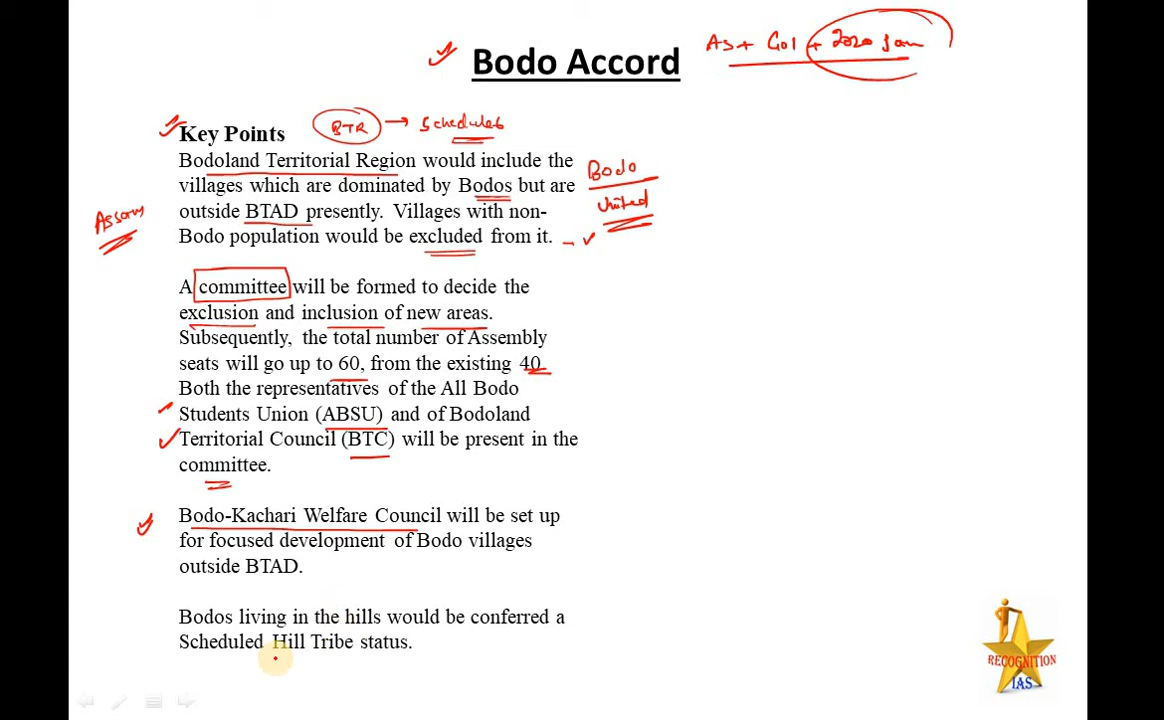 Bodo Accord
As + GoI + 2020 Jan
Key Points
BTR → Schedules
Bodoland Territorial Region would include the
villages which are dominated by Bodos but are
outside BTAD presently. Villages with non-
Bodo population would be excluded from it.
Bodo
United
Assam
A committee will be formed to decide the
exclusion and inclusion of new areas.
Subsequently, the total number of Assembly
seats will go up to 60, from the existing 40
Both the representatives of the All Bodo
Students Union (ABSU) and of Bodoland
Territorial Council (BTC) will be present in the
committee.
Bodo-Kachari Welfare Council will be set up
for focused development of Bodo villages
outside BTAD.
Bodos living in the hills would be conferred a
Scheduled Hill Tribe status.
RECOGNITION
IAS